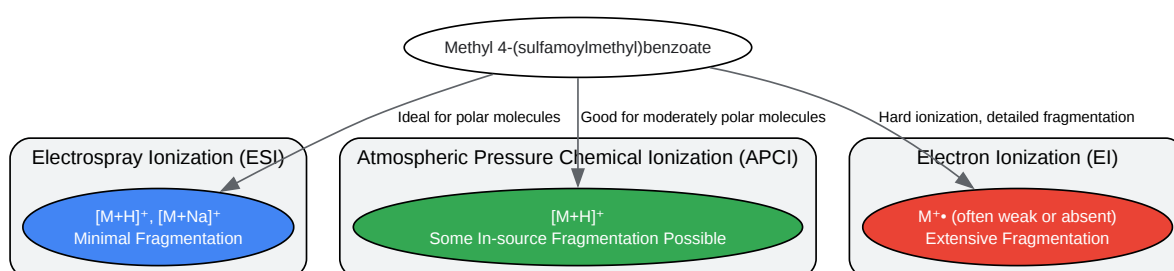 Methyl 4-(sulfamoylmethyl)benzoate
Ideal for polar molecules
Good for moderately polar molecules
Hard ionization, detailed fragmentation
Electrospray Ionization (ESI)
Atmospheric Pressure Chemical Ionization (APCI)
Electron Ionization (EI)
[M+H]⁺, [M+Na]⁺
Minimal Fragmentation
[M+H]⁺
Some In-source Fragmentation Possible
M⁺• (often weak or absent)
Extensive Fragmentation